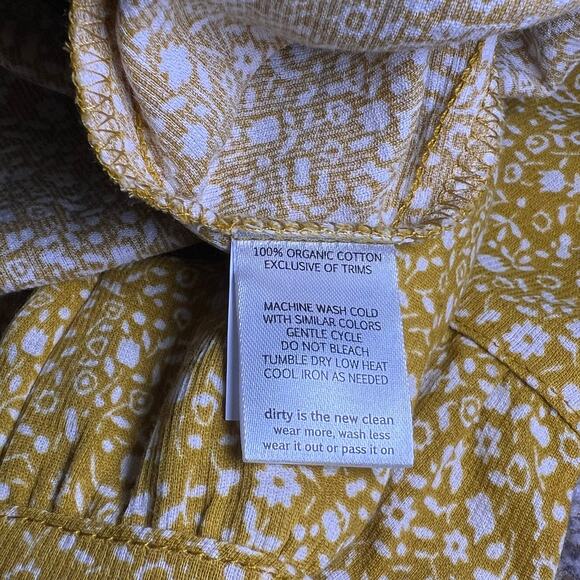 100% ORGANIC COTTON
EXCLUSIVE OF TRIMS
MACHINE WASH COLD
WITH SIMILAR COLORS
GENTLE CYCLE
DO NOT BLEACH
TUMBLE DRY LOW HEAT
COOL IRON AS NEEDED
dirty is the new clean
wear more, wash less
wear it out or pass it on